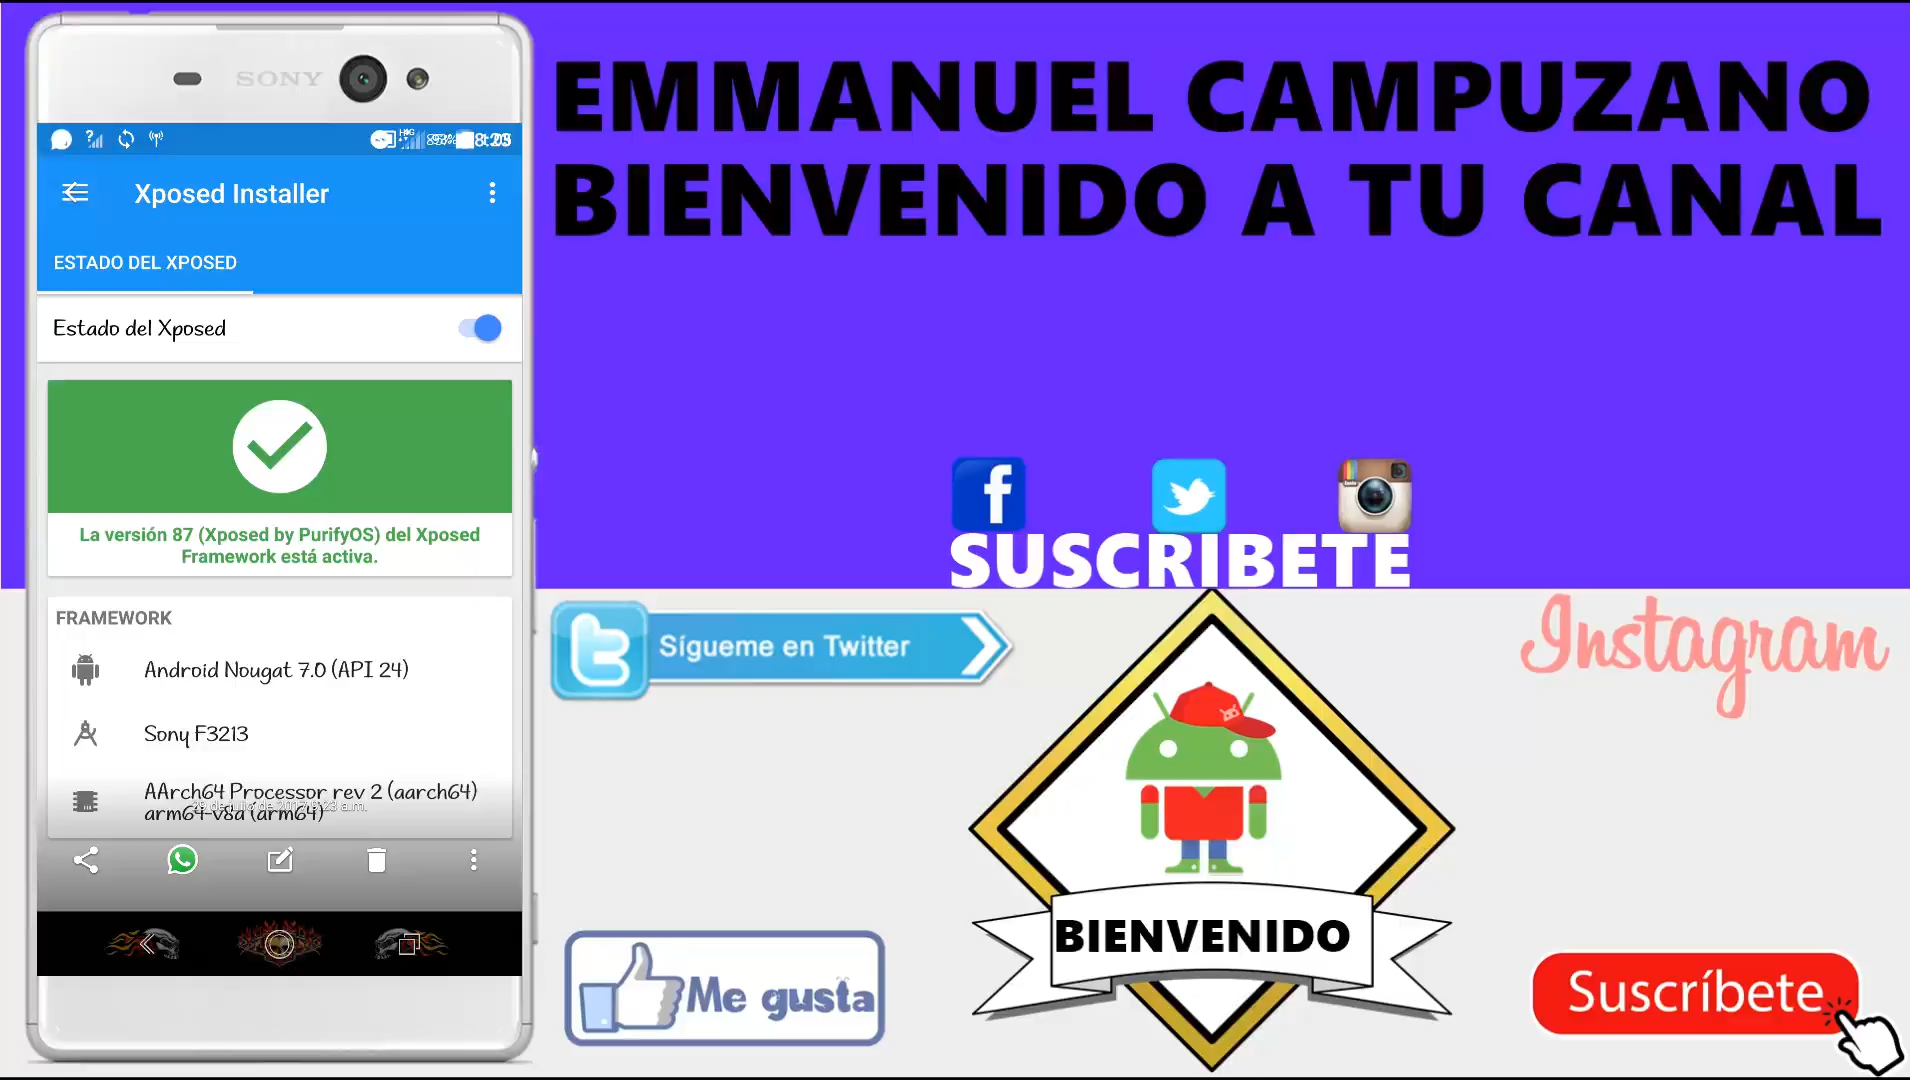 SONY
Xposed Installer
ESTADO DEL XPOSED
Estado del Xposed
La versión 87 (Xposed by PurifyOS) del Xposed
Framework está activa.
FRAMEWORK
Android Nougat 7.0 (API 24)
Sony F3213
AArch64 Processor rev 2 (aarch64)
arm64-v8a (arm64)
EMMANUEL CAMPUZANO
BIENVENIDO A TU CANAL
SUSCRIBETE
Sígueme en Twitter
Instagram
BIENVENIDO
Me gusta
Suscríbete